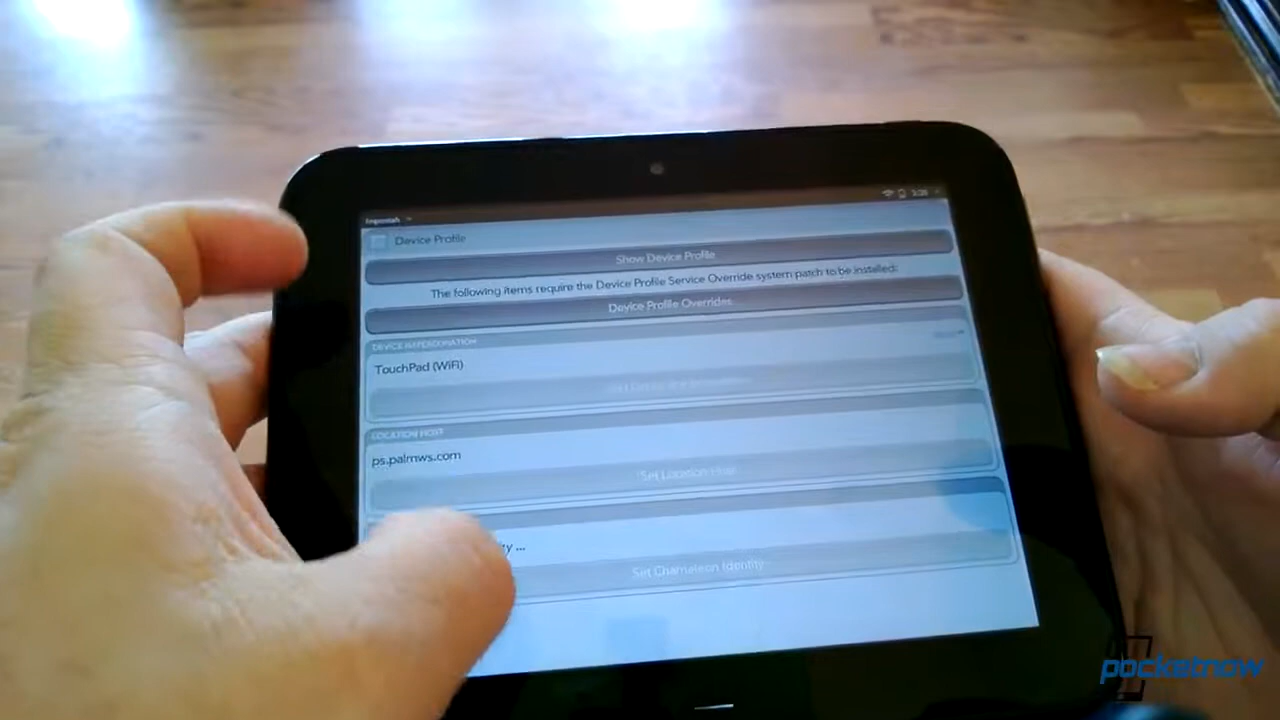 Impostah
Device Profile
Show Device Profile
The following items require the Device Profile Service Override system patch to be installed:
Device Profile Overrides
DEVICE IMPERSONATION
TouchPad (WiFi)
LOCATION HOST
ps.palmws.com
Set Location Host
ty ...
Set Chameleon Identity
pocketnow